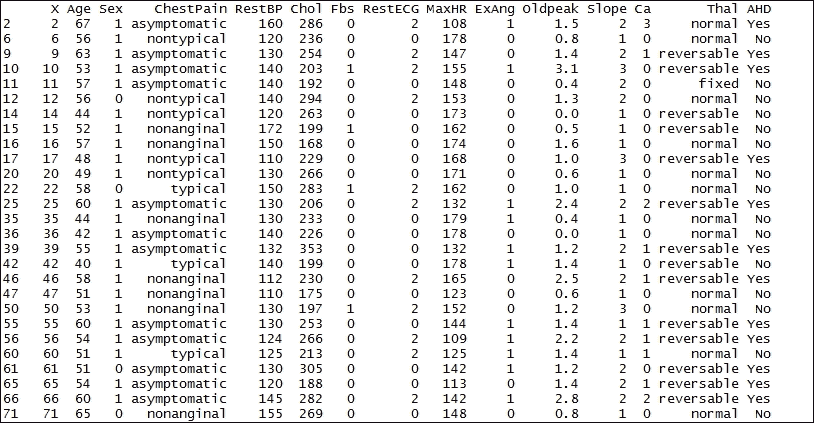 X Age Sex ChestPain RestBP Chol Fbs RestECG MaxHR ExAng Oldpeak Slope Ca Thal AHD
2 2 67 1 asymptomatic 160 286 0 2 108 1 1.5 2 3 normal Yes
6 6 56 1 nontypical 120 236 0 0 178 0 0.8 1 0 normal No
9 9 63 1 asymptomatic 130 254 0 2 147 0 1.4 2 1 reversable Yes
10 10 53 1 asymptomatic 140 203 1 2 155 1 3.1 3 0 reversable Yes
11 11 57 1 asymptomatic 140 192 0 0 148 0 0.4 2 0 fixed No
12 12 56 0 nontypical 140 294 0 2 153 0 1.3 2 0 normal No
14 14 44 1 nontypical 120 263 0 0 173 0 0.0 1 0 reversable No
15 15 52 1 nonanginal 172 199 1 0 162 0 0.5 1 0 reversable No
16 16 57 1 nonanginal 150 168 0 0 174 0 1.6 1 0 normal No
17 17 48 1 nontypical 110 229 0 0 168 0 1.0 3 0 reversable Yes
20 20 49 1 nontypical 130 266 0 0 171 0 0.6 1 0 normal No
22 22 58 0 typical 150 283 1 2 162 0 1.0 1 0 normal No
25 25 60 1 asymptomatic 130 206 0 2 132 1 2.4 2 2 reversable Yes
35 35 44 1 nonanginal 130 233 0 0 179 1 0.4 1 0 normal No
36 36 42 1 asymptomatic 140 226 0 0 178 0 0.0 1 0 normal No
39 39 55 1 asymptomatic 132 353 0 0 132 1 1.2 2 1 reversable Yes
42 42 40 1 typical 140 199 0 0 178 1 1.4 1 0 reversable No
46 46 58 1 nonanginal 112 230 0 2 165 0 2.5 2 1 reversable Yes
47 47 51 1 nonanginal 110 175 0 0 123 0 0.6 1 0 normal No
50 50 53 1 nonanginal 130 197 1 2 152 0 1.2 3 0 normal No
55 55 60 1 asymptomatic 130 253 0 0 144 1 1.4 1 1 reversable Yes
56 56 54 1 asymptomatic 124 266 0 2 109 1 2.2 2 1 reversable Yes
60 60 51 1 typical 125 213 0 2 125 1 1.4 1 1 normal No
61 61 51 0 asymptomatic 130 305 0 0 142 1 1.2 2 0 reversable Yes
65 65 54 1 asymptomatic 120 188 0 0 113 0 1.4 2 1 reversable Yes
66 66 60 1 asymptomatic 145 282 0 2 142 1 2.8 2 2 reversable Yes
71 71 65 0 nonanginal 155 269 0 0 148 0 0.8 1 0 normal No